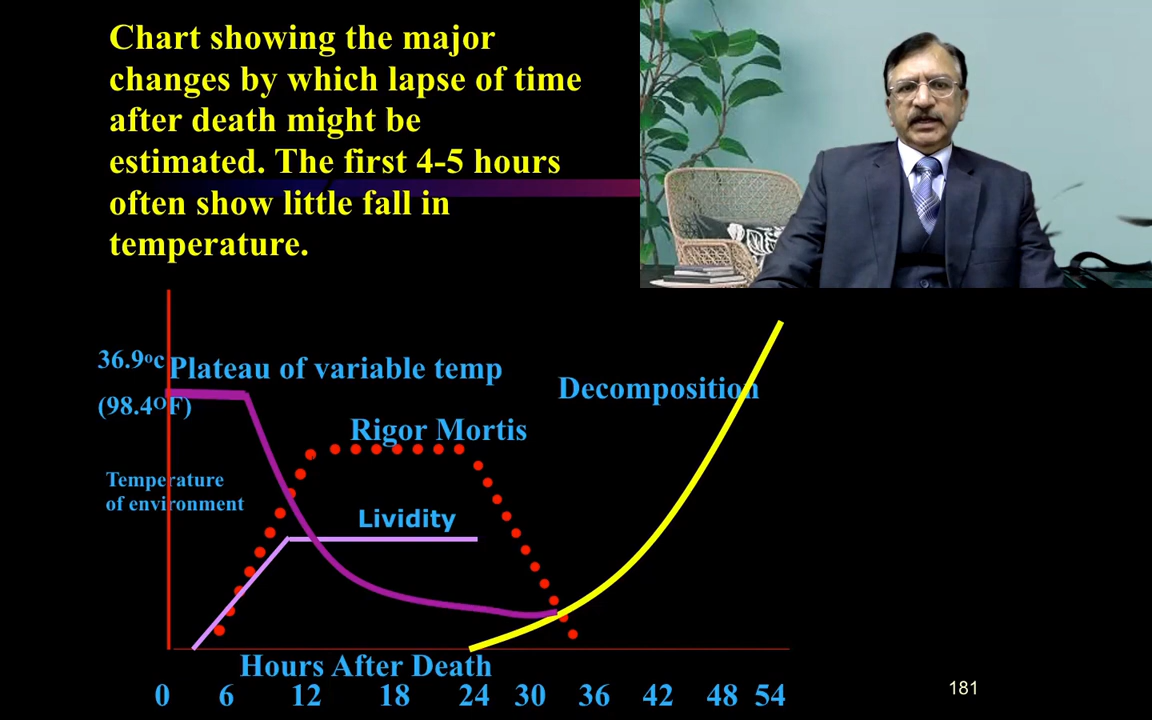 Chart showing the major
changes by which lapse of time
after death might be
estimated. The first 4-5 hours
often show little fall in
temperature.
36.9ᵒc
Plateau of variable temp
(98.4ᴼF)
Decomposition
Rigor Mortis
Temperature
of environment
Lividity
Hours After Death
0 6 12 18 24 30 36 42 48 54
181